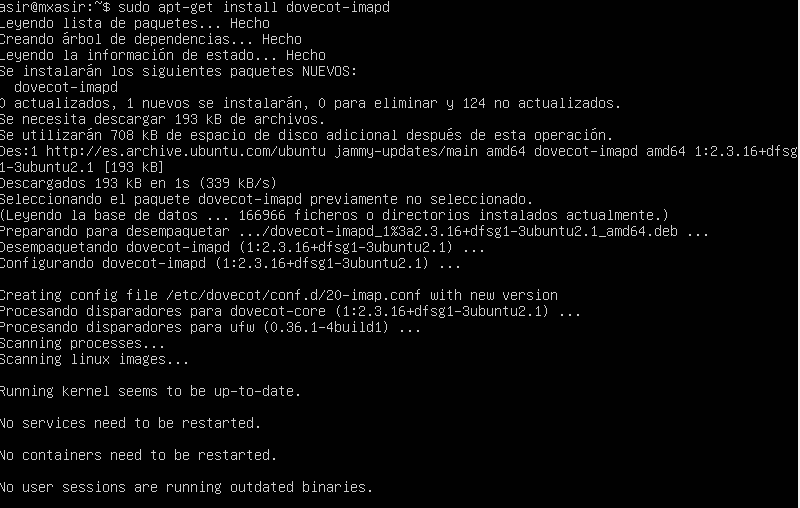 asir@mxasir:~$ sudo apt-get install dovecot-imapd
Leyendo lista de paquetes... Hecho
Creando árbol de dependencias... Hecho
Leyendo la información de estado... Hecho
Se instalarán los siguientes paquetes NUEVOS:
  dovecot-imapd
0 actualizados, 1 nuevos se instalarán, 0 para eliminar y 124 no actualizados.
Se necesita descargar 193 kB de archivos.
Se utilizarán 708 kB de espacio de disco adicional después de esta operación.
Des:1 http://es.archive.ubuntu.com/ubuntu jammy-updates/main amd64 dovecot-imapd amd64 1:2.3.16+dfsg
1-3ubuntu2.1 [193 kB]
Descargados 193 kB en 1s (339 kB/s)
Seleccionando el paquete dovecot-imapd previamente no seleccionado.
(Leyendo la base de datos ... 166966 ficheros o directorios instalados actualmente.)
Preparando para desempaquetar .../dovecot-imapd_1%3a2.3.16+dfsg1-3ubuntu2.1_amd64.deb ...
Desempaquetando dovecot-imapd (1:2.3.16+dfsg1-3ubuntu2.1) ...
Configurando dovecot-imapd (1:2.3.16+dfsg1-3ubuntu2.1) ...

Creating config file /etc/dovecot/conf.d/20-imap.conf with new version
Procesando disparadores para dovecot-core (1:2.3.16+dfsg1-3ubuntu2.1) ...
Procesando disparadores para ufw (0.36.1-4build1) ...
Scanning processes...
Scanning linux images...

Running kernel seems to be up-to-date.

No services need to be restarted.

No containers need to be restarted.

No user sessions are running outdated binaries.